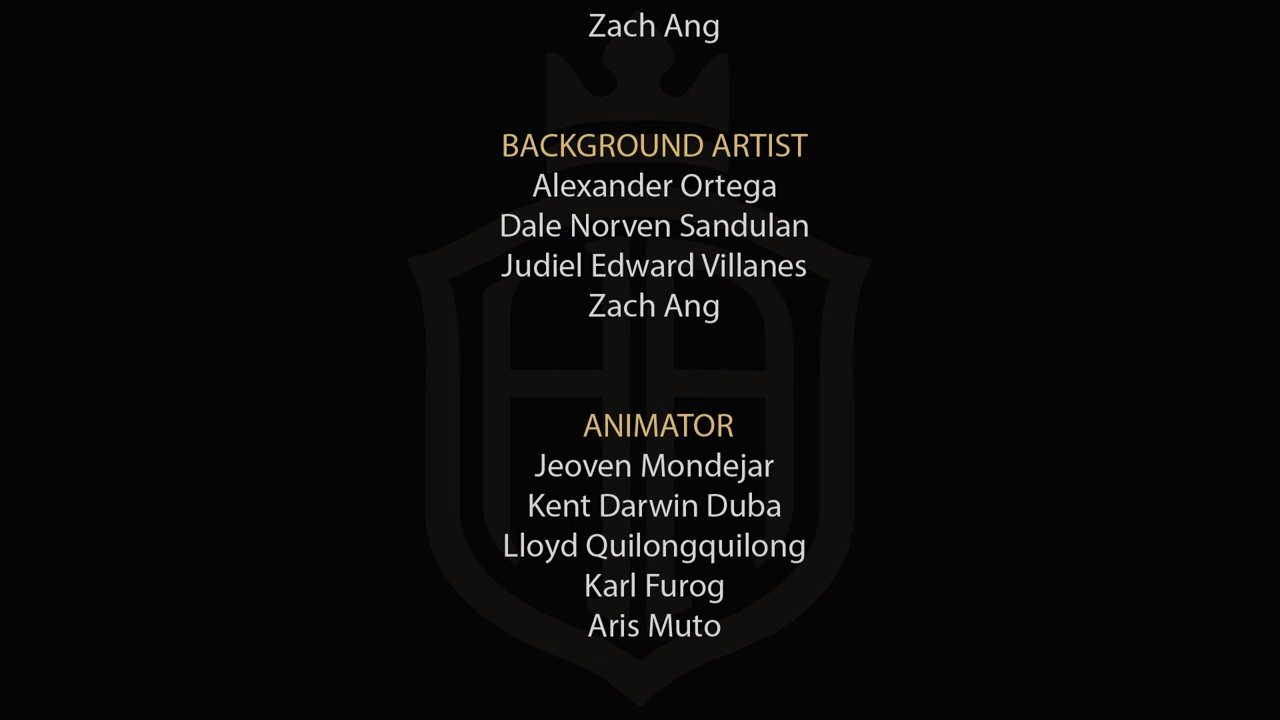 Zach Ang
BACKGROUND ARTIST
Alexander Ortega
Dale Norven Sandulan
Judiel Edward Villanes
Zach Ang
ANIMATOR
Jeoven Mondejar
Kent Darwin Duba
Lloyd Quilongquilong
Karl Furog
Aris Muto